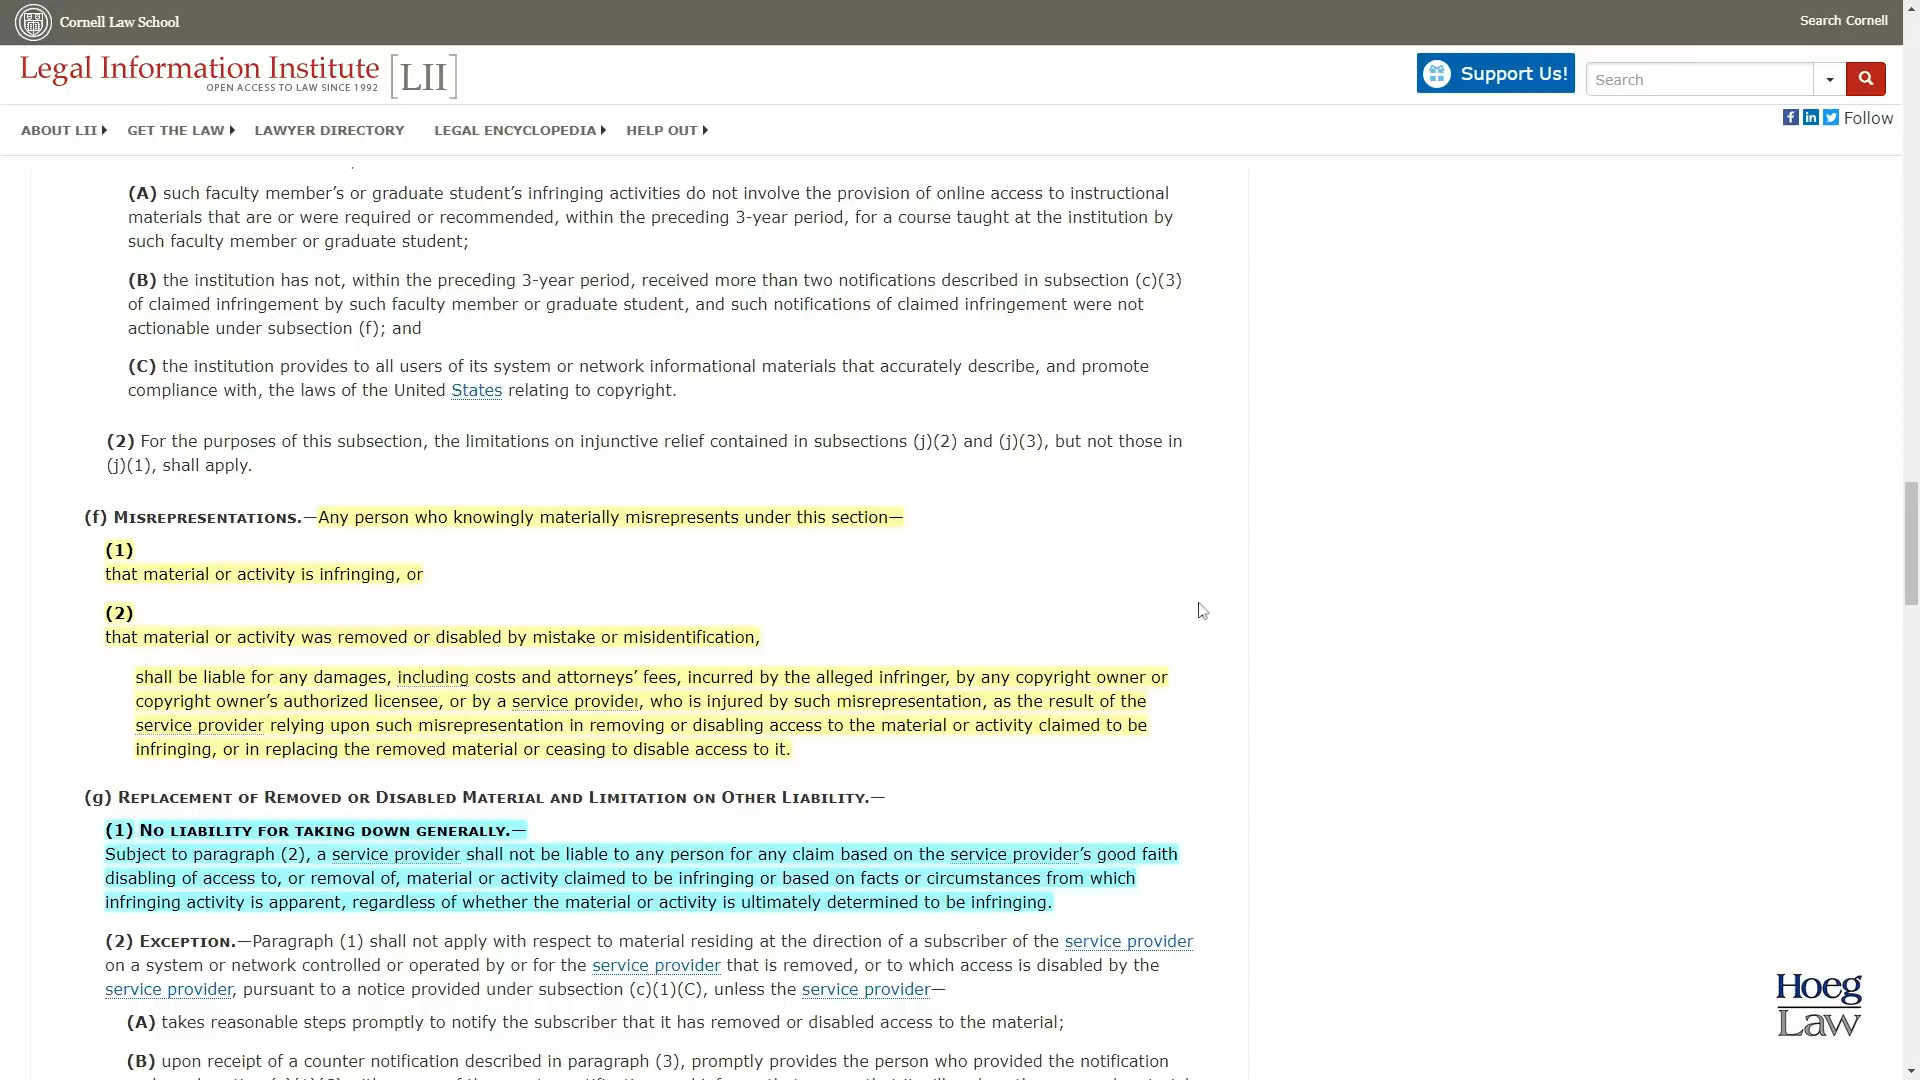 Cornell Law School
Search Cornell
Legal Information Institute
OPEN ACCESS TO LAW SINCE 1992
[LII]
Support Us!
Search
ABOUT LII
GET THE LAW
LAWYER DIRECTORY
LEGAL ENCYCLOPEDIA
HELP OUT
Follow
(A) such faculty member’s or graduate student’s infringing activities do not involve the provision of online access to instructional
materials that are or were required or recommended, within the preceding 3-year period, for a course taught at the institution by
such faculty member or graduate student;
(B) the institution has not, within the preceding 3-year period, received more than two notifications described in subsection (c)(3)
of claimed infringement by such faculty member or graduate student, and such notifications of claimed infringement were not
actionable under subsection (f); and
(C) the institution provides to all users of its system or network informational materials that accurately describe, and promote
compliance with, the laws of the United States relating to copyright.
(2) For the purposes of this subsection, the limitations on injunctive relief contained in subsections (j)(2) and (j)(3), but not those in
(j)(1), shall apply.
(f) Misrepresentations.—Any person who knowingly materially misrepresents under this section—
(1)
that material or activity is infringing, or
(2)
that material or activity was removed or disabled by mistake or misidentification,
shall be liable for any damages, including costs and attorneys’ fees, incurred by the alleged infringer, by any copyright owner or
copyright owner’s authorized licensee, or by a service provider, who is injured by such misrepresentation, as the result of the
service provider relying upon such misrepresentation in removing or disabling access to the material or activity claimed to be
infringing, or in replacing the removed material or ceasing to disable access to it.
(g) Replacement of Removed or Disabled Material and Limitation on Other Liability.—
(1) No liability for taking down generally.—
Subject to paragraph (2), a service provider shall not be liable to any person for any claim based on the service provider’s good faith
disabling of access to, or removal of, material or activity claimed to be infringing or based on facts or circumstances from which
infringing activity is apparent, regardless of whether the material or activity is ultimately determined to be infringing.
(2) Exception.—Paragraph (1) shall not apply with respect to material residing at the direction of a subscriber of the service provider
on a system or network controlled or operated by or for the service provider that is removed, or to which access is disabled by the
service provider, pursuant to a notice provided under subsection (c)(1)(C), unless the service provider—
(A) takes reasonable steps promptly to notify the subscriber that it has removed or disabled access to the material;
(B) upon receipt of a counter notification described in paragraph (3), promptly provides the person who provided the notification
Hoeg
Law